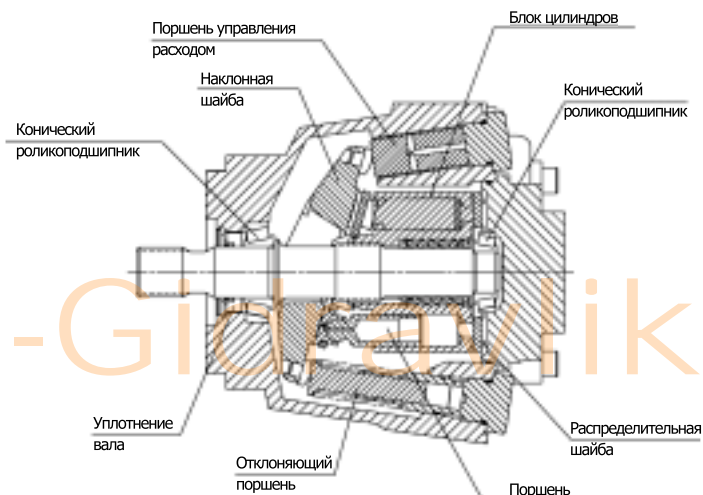 Блок цилиндров
Поршень управления
расходом
Наклонная
шайба
Конический
роликоподшипник
Конический
роликоподшипник
-Gidravlik
Уплотнение
вала
Распределительная
шайба
Отклоняющий
поршень
Поршень